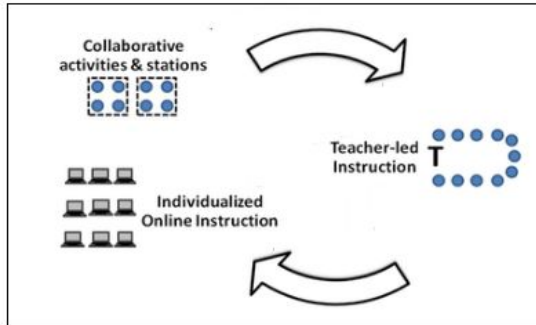 Collaborative
activities & stations
Teacher-led
Instruction
T
Individualized
Online Instruction